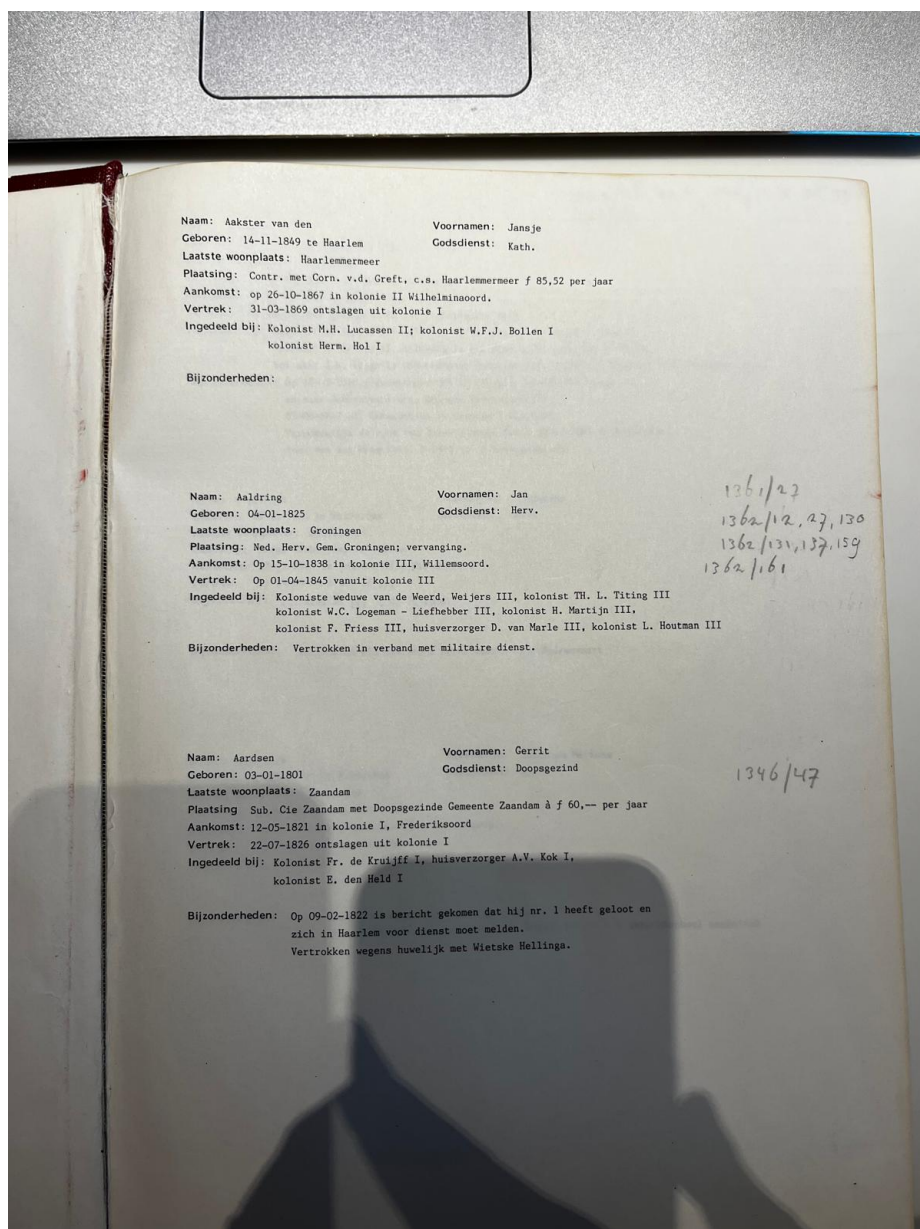 Naam: Aakster van den Voornamen: Jansje
Geboren: 14-11-1849 te Haarlem Godsdienst: Kath.
Laatste woonplaats: Haarlemmermeer
Plaatsing: Contr. met Corn. v.d. Greft, c.s. Haarlemmermeer ƒ 85,52 per jaar
Aankomst: op 26-10-1867 in kolonie II Wilhelminaoord.
Vertrek: 31-03-1869 ontslagen uit kolonie I
Ingedeeld bij: Kolonist M.H. Lucassen II; kolonist W.F.J. Bollen I
kolonist Herm. Hol I
Bijzonderheden:
Naam: Aaldring Voornamen: Jan 1361/27
Geboren: 04-01-1825 Godsdienst: Herv. 1362/12, 27, 130
Laatste woonplaats: Groningen
Plaatsing: Ned. Herv. Gem. Groningen; vervanging. 1362/131, 137, 159
Aankomst: Op 15-10-1838 in kolonie III, Willemsoord. 1362/161
Vertrek: Op 01-04-1845 vanuit kolonie III
Ingedeeld bij: Koloniste weduwe van de Weerd, Weijers III, kolonist TH. L. Titing III
kolonist W.C. Logeman - Liefhebber III, kolonist H. Martijn III,
kolonist F. Friess III, huisverzorger D. van Marle III, kolonist L. Houtman III
Bijzonderheden: Vertrokken in verband met militaire dienst.
Naam: Aardsen Voornamen: Gerrit
Geboren: 03-01-1801 Godsdienst: Doopsgezind 1346/47
Laatste woonplaats: Zaandam
Plaatsing Sub. Cie Zaandam met Doopsgezinde Gemeente Zaandam à ƒ 60,-- per jaar
Aankomst: 12-05-1821 in kolonie I, Frederiksoord
Vertrek: 22-07-1826 ontslagen uit kolonie I
Ingedeeld bij: Kolonist Fr. de Kruijff I, huisverzorger A.V. Kok I,
kolonist E. den Held I
Bijzonderheden: Op 09-02-1822 is bericht gekomen dat hij nr. 1 heeft geloot en
zich in Haarlem voor dienst moet melden.
Vertrokken wegens huwelijk met Wietske Hellinga.